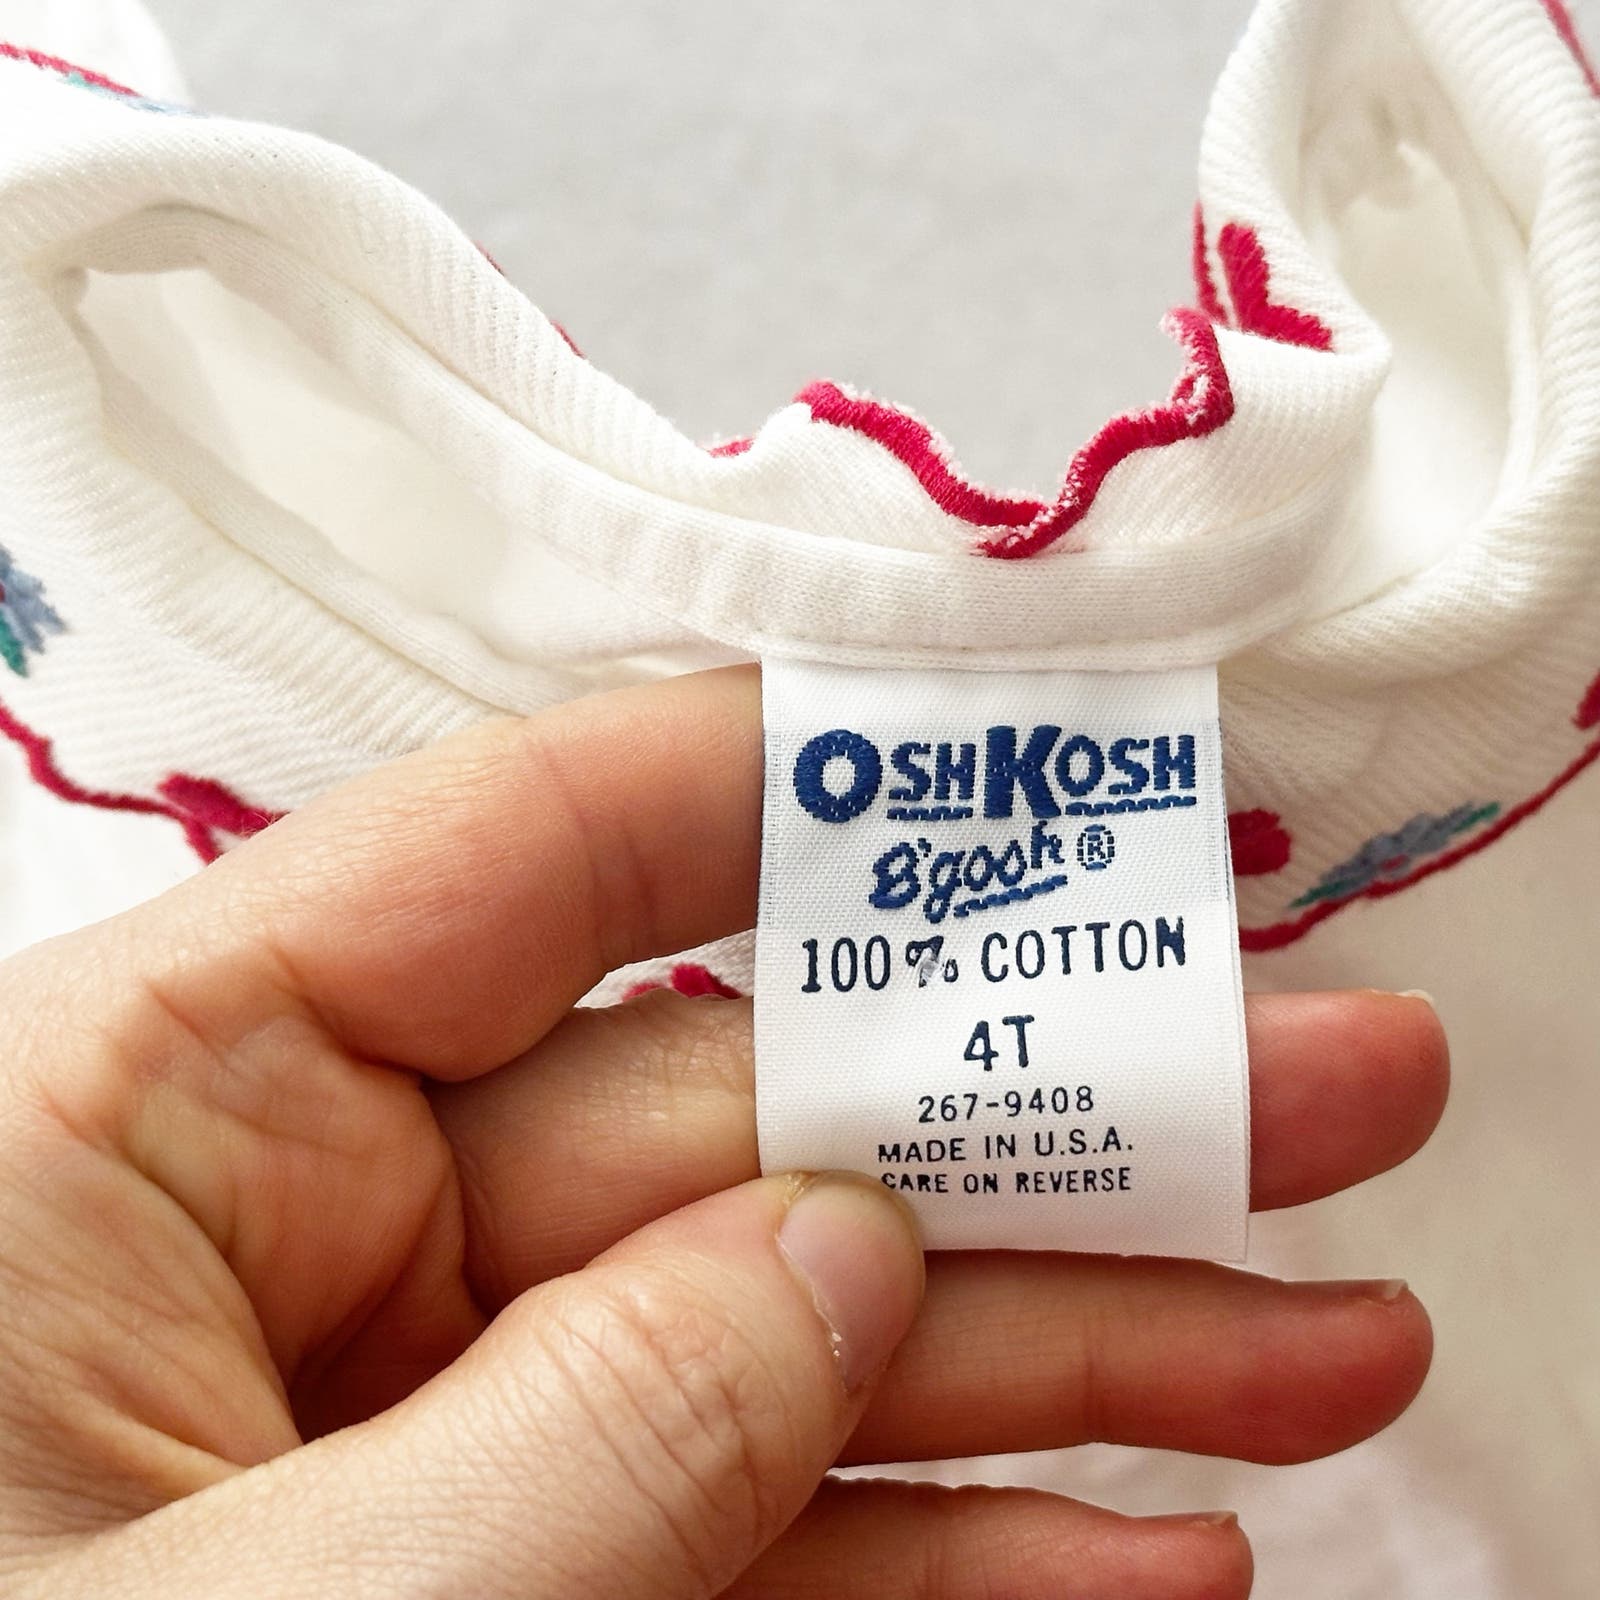 OSHKOSH
B'gosh ®
100% COTTON
4T
267-9408
MADE IN U.S.A.
CARE ON REVERSE